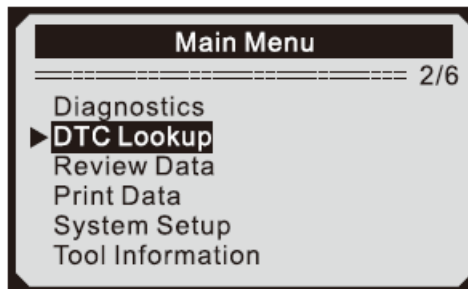 Main Menu
2/6
Diagnostics
DTC Lookup
Review Data
Print Data
System Setup
Tool Information